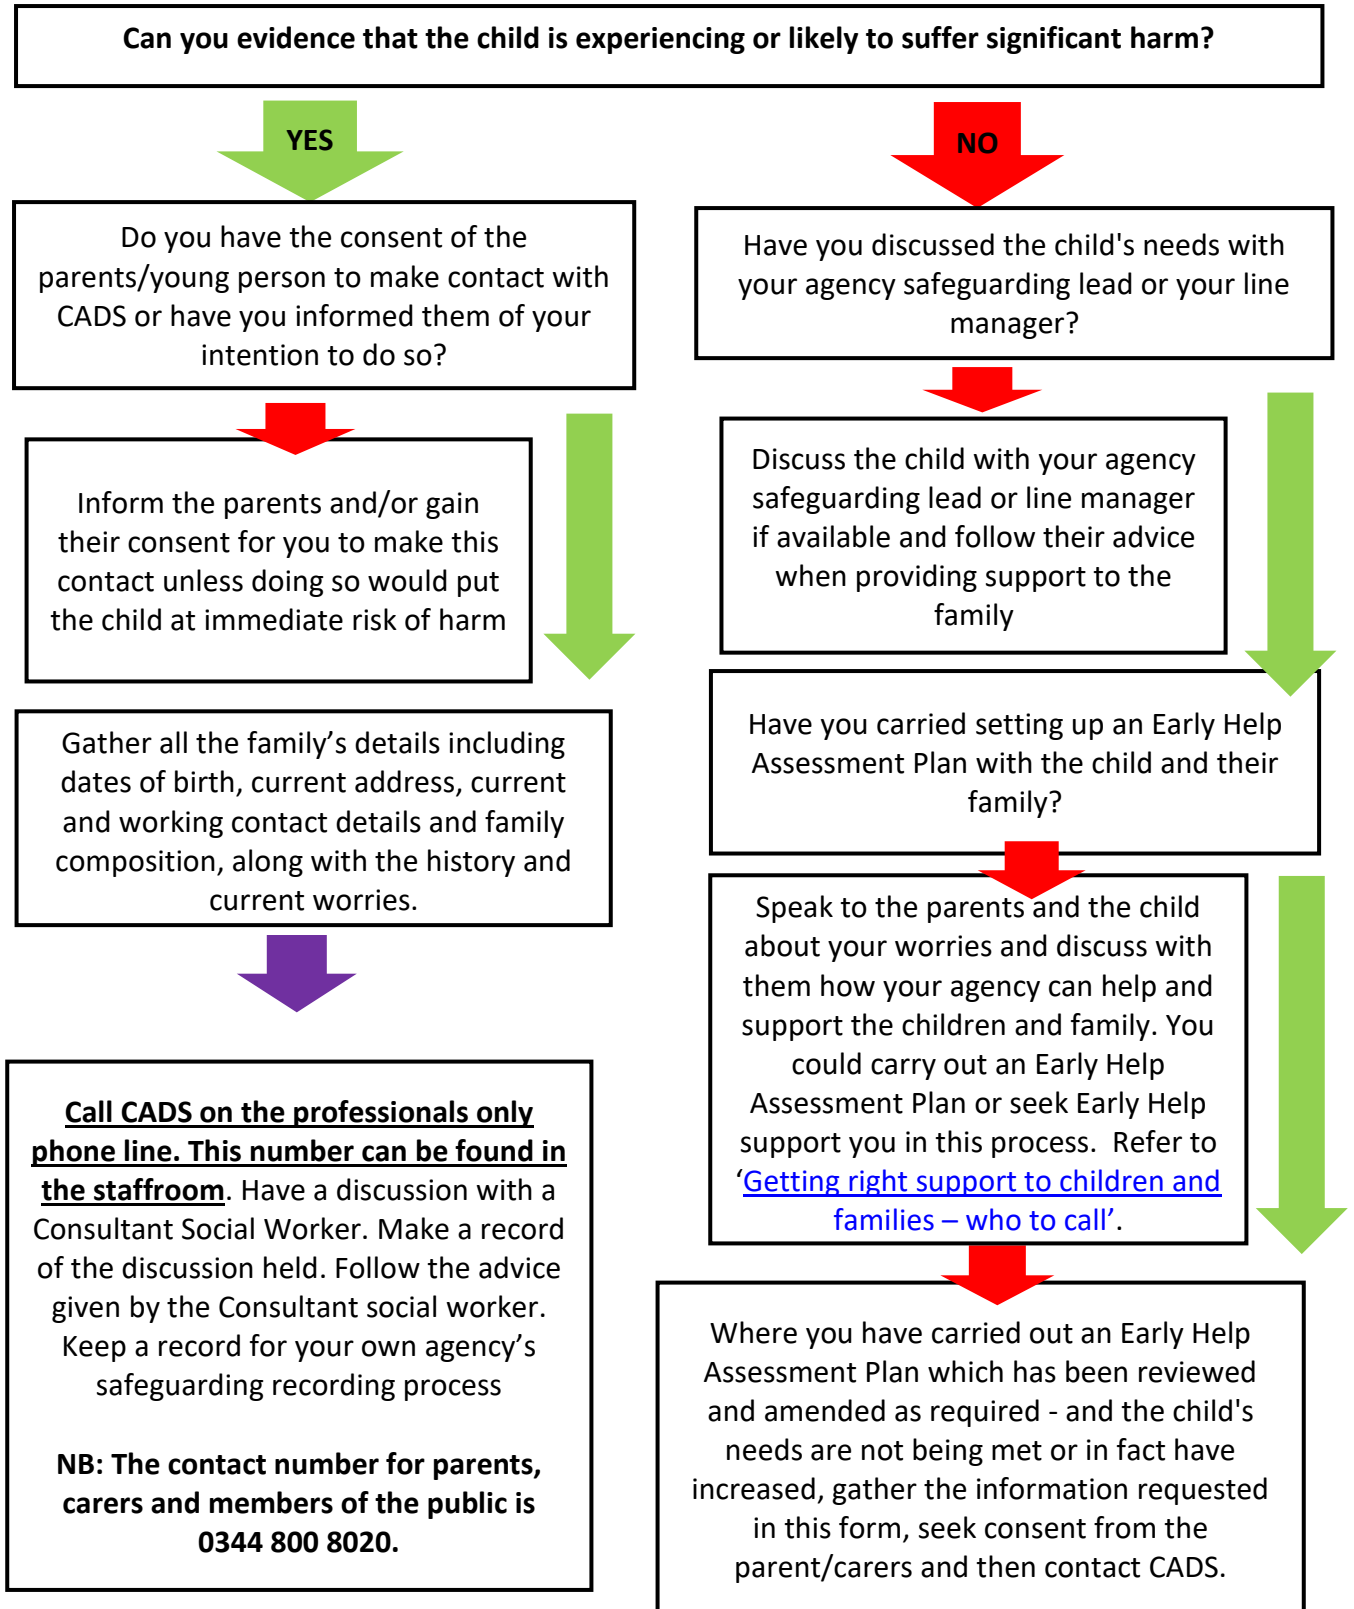 Can you evidence that the child is experiencing or likely to suffer significant harm?
YES
Do you have the consent of the
parents/young person to make contact with
CADS or have you informed them of your
intention to do so?
Inform the parents and/or gain
their consent for you to make this
contact unless doing so would put
the child at immediate risk of harm
Gather all the family’s details including
dates of birth, current address, current
and working contact details and family
composition, along with the history and
current worries.
Call CADS on the professionals only
phone line. This number can be found in
the staffroom. Have a discussion with a
Consultant Social Worker. Make a record
of the discussion held. Follow the advice
given by the Consultant social worker.
Keep a record for your own agency’s
safeguarding recording process
NB: The contact number for parents,
carers and members of the public is
0344 800 8020.
NO
Have you discussed the child's needs with
your agency safeguarding lead or your line
manager?
Discuss the child with your agency
safeguarding lead or line manager
if available and follow their advice
when providing support to the
family
Have you carried setting up an Early Help
Assessment Plan with the child and their
family?
Speak to the parents and the child
about your worries and discuss with
them how your agency can help and
support the children and family. You
could carry out an Early Help
Assessment Plan or seek Early Help
support you in this process.  Refer to
‘Getting right support to children and
families – who to call’.
Where you have carried out an Early Help
Assessment Plan which has been reviewed
and amended as required - and the child's
needs are not being met or in fact have
increased, gather the information requested
in this form, seek consent from the
parent/carers and then contact CADS.